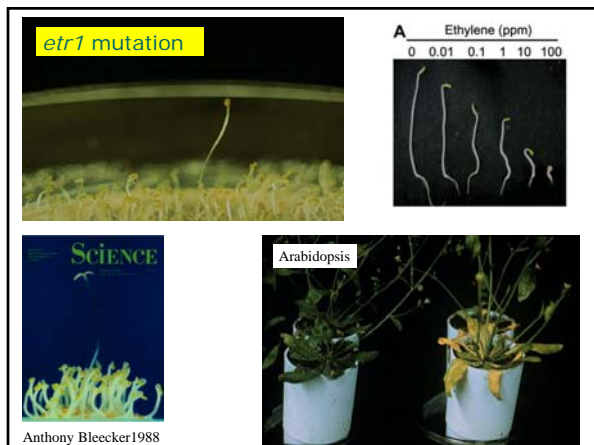 etr1 mutation
A
Ethylene (ppm)
0 0.01 0.1 1 10 100
SCIENCE
Anthony Bleecker1988
Arabidopsis